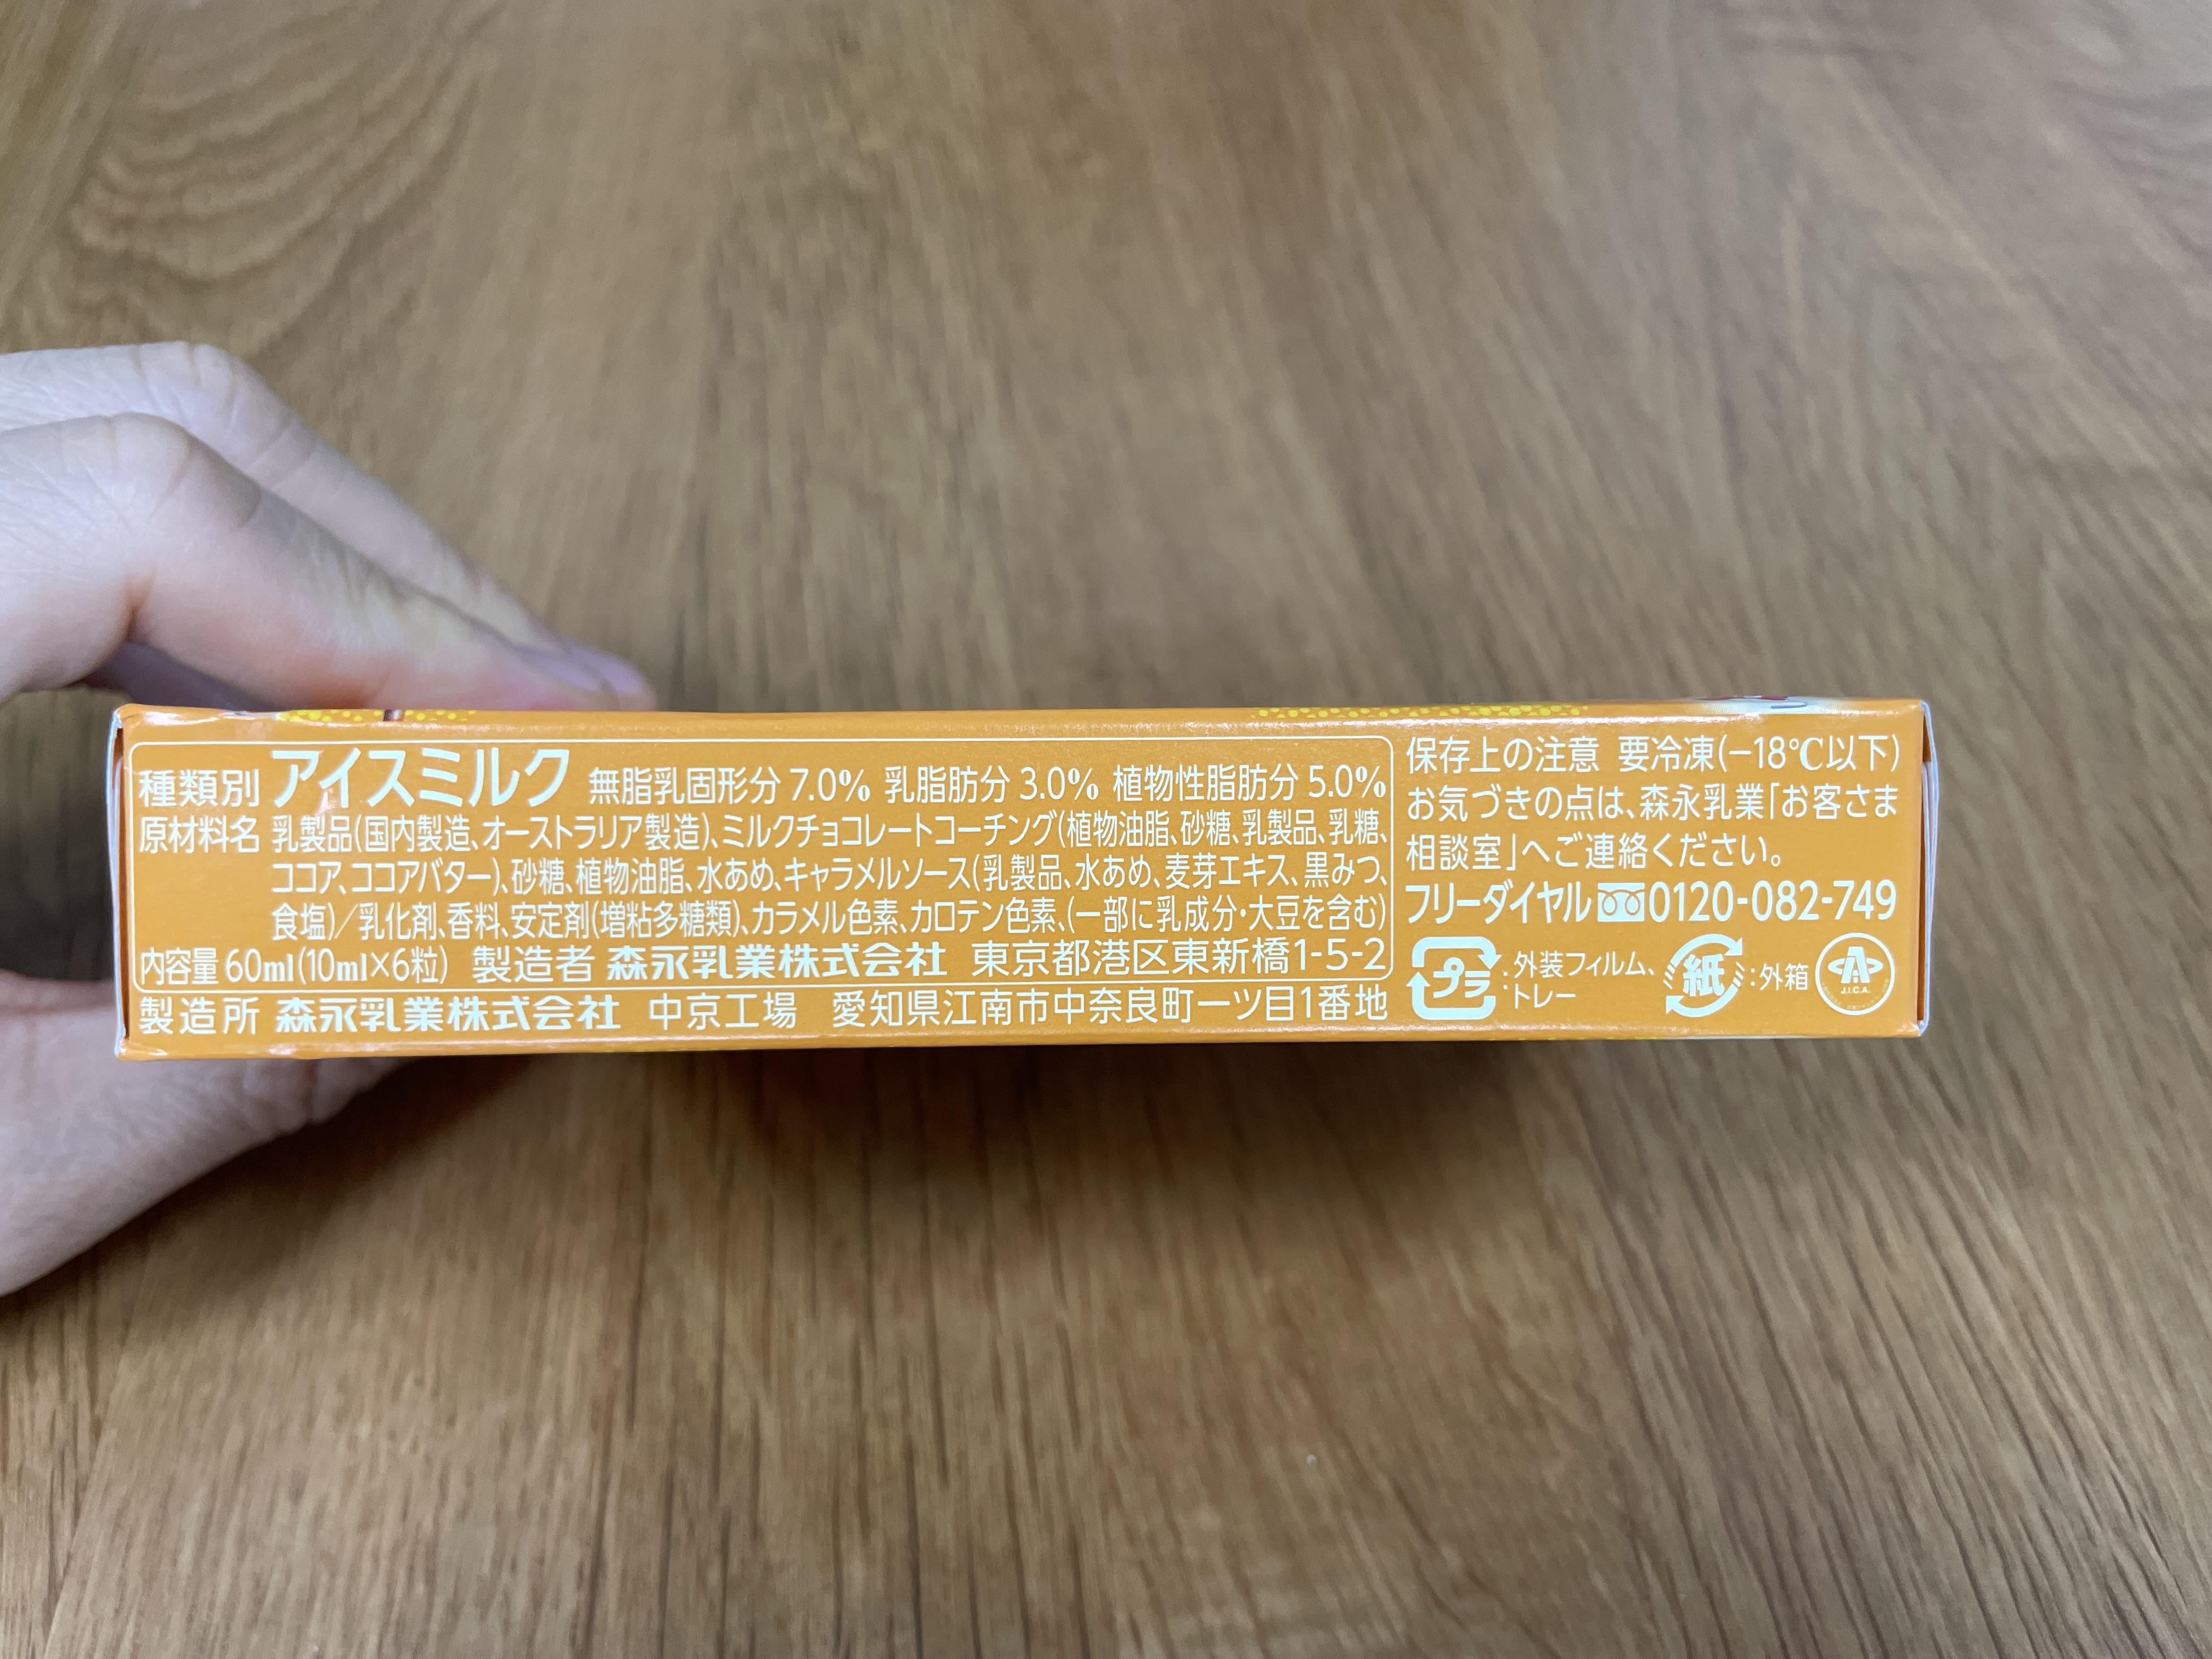 種類別 アイスミルク 無脂乳固形分 7.0% 乳脂肪分 3.0% 植物性脂肪分 5.0%
原材料名 乳製品(国内製造、オーストラリア製造)、ミルクチョコレートコーチング(植物油脂、砂糖、乳製品、乳糖、
ココア、ココアバター)、砂糖、植物油脂、水あめ、キャラメルソース(乳製品、水あめ、麦芽エキス、黒みつ、
食塩)/乳化剤、香料、安定剤(増粘多糖類)、カラメル色素、カロテン色素、(一部に乳成分・大豆を含む)
内容量 60ml(10ml×6粒) 製造者 森永乳業株式会社 東京都港区東新橋1-5-2
製造所 森永乳業株式会社 中京工場 愛知県江南市中奈良町一ツ目1番地
保存上の注意 要冷凍(−18℃以下)
お気づきの点は、森永乳業「お客さま
相談室」へご連絡ください。
フリーダイヤル 0120-082-749
プラ :外装フィルム、
トレー
紙 :外箱
J.I.C.A.